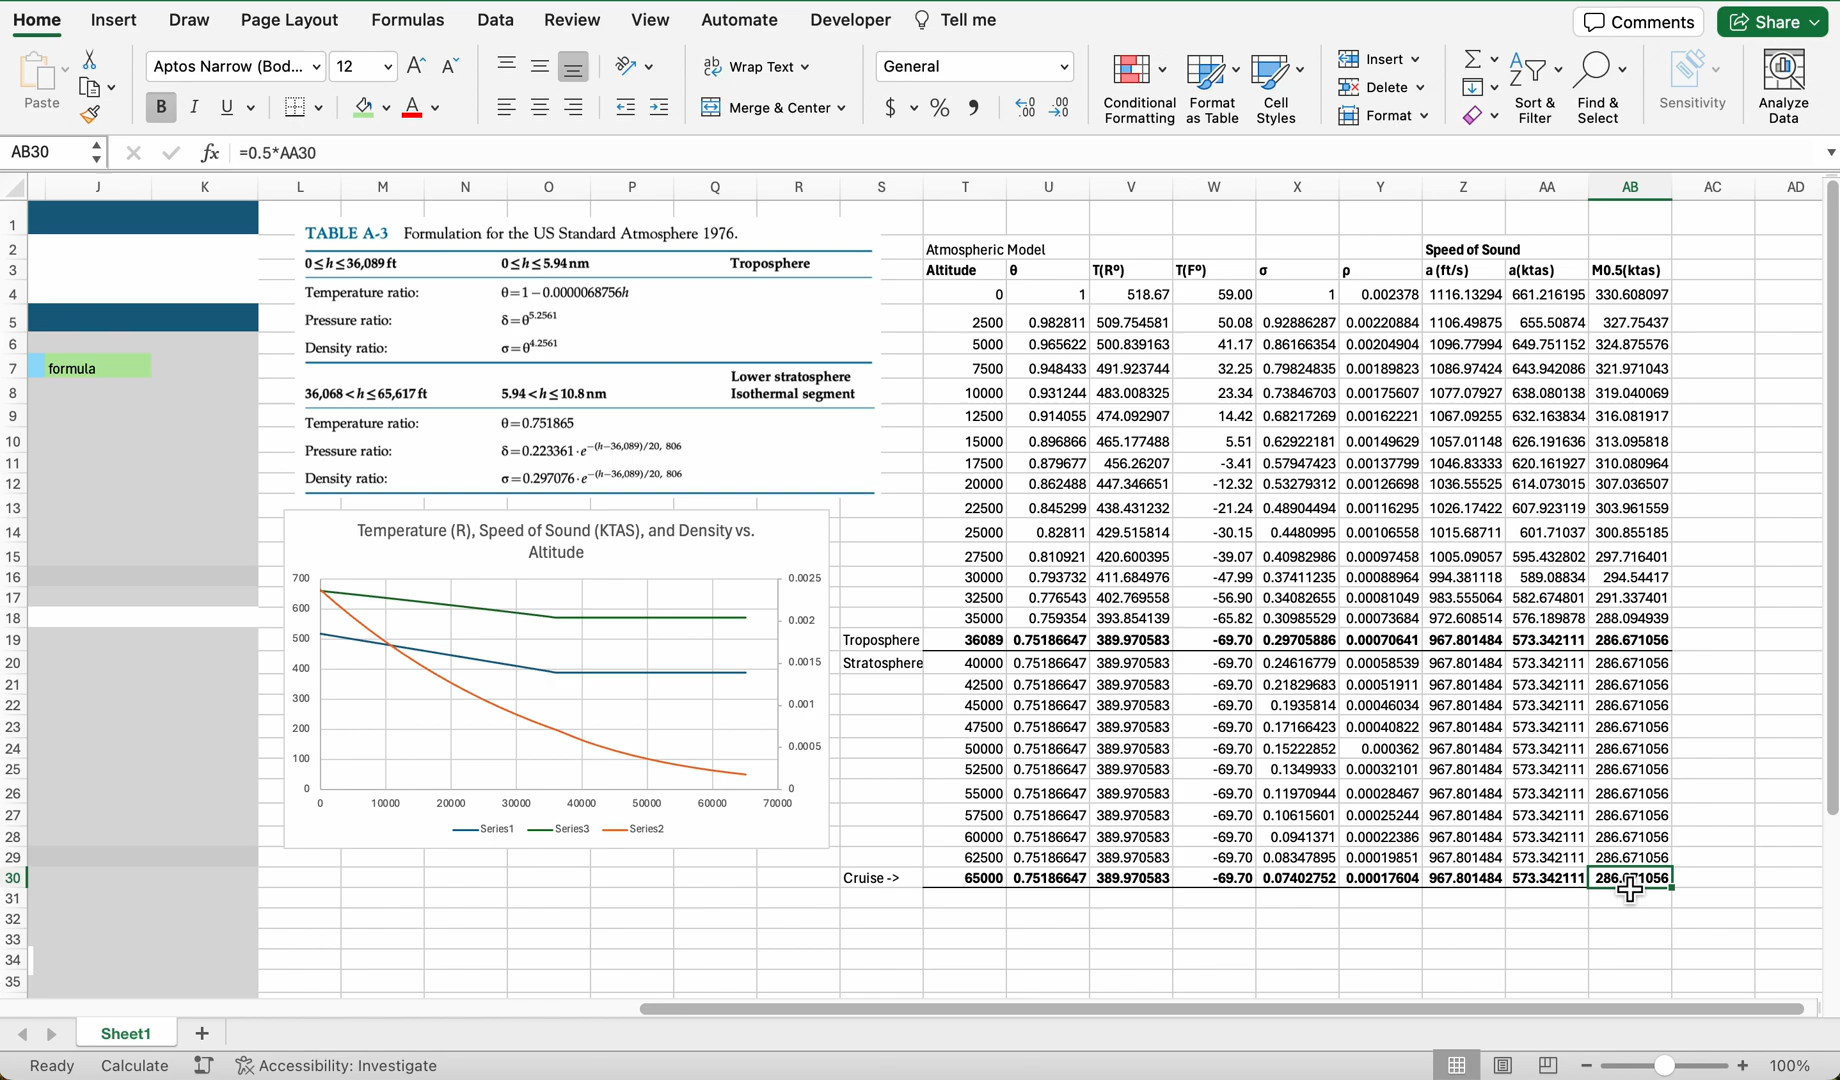 Home Insert Draw Page Layout Formulas Data Review View Automate Developer Tell me Comments Share
Paste
Aptos Narrow (Bod... 12 A^ Aˇ
B I U A
ab Wrap Text
Merge & Center
General
$ % , .00
Conditional Formatting
Format as Table
Cell Styles
Insert
Delete
Format
Sort & Filter
Find & Select
Sensitivity
Analyze Data
AB30 fx =0.5*AA30
J K L M N O P Q R S T U V W X Y Z AA AB AC AD
formula
TABLE A-3 Formulation for the US Standard Atmosphere 1976.
0≤h≤36,089 ft 0≤h≤5.94 nm Troposphere
Temperature ratio: θ=1−0.0000068756h
Pressure ratio: δ=θ^5.2561
Density ratio: σ=θ^4.2561
36,068<h≤65,617 ft 5.94<h≤10.8 nm Lower stratosphere
Isothermal segment
Temperature ratio: θ=0.751865
Pressure ratio: δ=0.223361·e^−(h−36,089)/20, 806
Density ratio: σ=0.297076·e^−(h−36,089)/20, 806
Temperature (R), Speed of Sound (KTAS), and Density vs.
Altitude
700
600
500
400
300
200
100
0
0.0025
0.002
0.0015
0.001
0.0005
0
0 10000 20000 30000 40000 50000 60000 70000
Series1 Series3 Series2
Atmospheric Model Speed of Sound
Altitude θ T(Rº) T(Fº) σ ρ a (ft/s) a(ktas) M0.5(ktas)
0 1 518.67 59.00 1 0.002378 1116.13294 661.216195 330.608097
2500 0.982811 509.754581 50.08 0.92886287 0.00220884 1106.49875 655.50874 327.75437
5000 0.965622 500.839163 41.17 0.86166354 0.00204904 1096.77994 649.751152 324.875576
7500 0.948433 491.923744 32.25 0.79824835 0.00189823 1086.97424 643.942086 321.971043
10000 0.931244 483.008325 23.34 0.73846703 0.00175607 1077.07927 638.080138 319.040069
12500 0.914055 474.092907 14.42 0.68217269 0.00162221 1067.09255 632.163834 316.081917
15000 0.896866 465.177488 5.51 0.62922181 0.00149629 1057.01148 626.191636 313.095818
17500 0.879677 456.26207 -3.41 0.57947423 0.00137799 1046.83333 620.161927 310.080964
20000 0.862488 447.346651 -12.32 0.53279312 0.00126698 1036.55525 614.073015 307.036507
22500 0.845299 438.431232 -21.24 0.48904494 0.00116295 1026.17422 607.923119 303.961559
25000 0.82811 429.515814 -30.15 0.4480995 0.00106558 1015.68711 601.71037 300.855185
27500 0.810921 420.600395 -39.07 0.40982986 0.00097458 1005.09057 595.432802 297.716401
30000 0.793732 411.684976 -47.99 0.37411235 0.00088964 994.381118 589.08834 294.54417
32500 0.776543 402.769558 -56.90 0.34082655 0.00081049 983.555064 582.674801 291.337401
35000 0.759354 393.854139 -65.82 0.30985529 0.00073684 972.608514 576.189878 288.094939
Troposphere 36089 0.75186647 389.970583 -69.70 0.29705886 0.00070641 967.801484 573.342111 286.671056
Stratosphere 40000 0.75186647 389.970583 -69.70 0.24616779 0.00058539 967.801484 573.342111 286.671056
42500 0.75186647 389.970583 -69.70 0.21829683 0.00051911 967.801484 573.342111 286.671056
45000 0.75186647 389.970583 -69.70 0.1935814 0.00046034 967.801484 573.342111 286.671056
47500 0.75186647 389.970583 -69.70 0.17166423 0.00040822 967.801484 573.342111 286.671056
50000 0.75186647 389.970583 -69.70 0.15222852 0.000362 967.801484 573.342111 286.671056
52500 0.75186647 389.970583 -69.70 0.1349933 0.00032101 967.801484 573.342111 286.671056
55000 0.75186647 389.970583 -69.70 0.11970944 0.00028467 967.801484 573.342111 286.671056
57500 0.75186647 389.970583 -69.70 0.10615601 0.00025244 967.801484 573.342111 286.671056
60000 0.75186647 389.970583 -69.70 0.0941371 0.00022386 967.801484 573.342111 286.671056
62500 0.75186647 389.970583 -69.70 0.08347895 0.00019851 967.801484 573.342111 286.671056
Cruise -> 65000 0.75186647 389.970583 -69.70 0.07402752 0.00017604 967.801484 573.342111 286.671056
1
2
3
4
5
6
7
8
9
10
11
12
13
14
15
16
17
18
19
20
21
22
23
24
25
26
27
28
29
30
31
32
33
34
35
Sheet1 +
Ready Calculate Accessibility: Investigate 100%